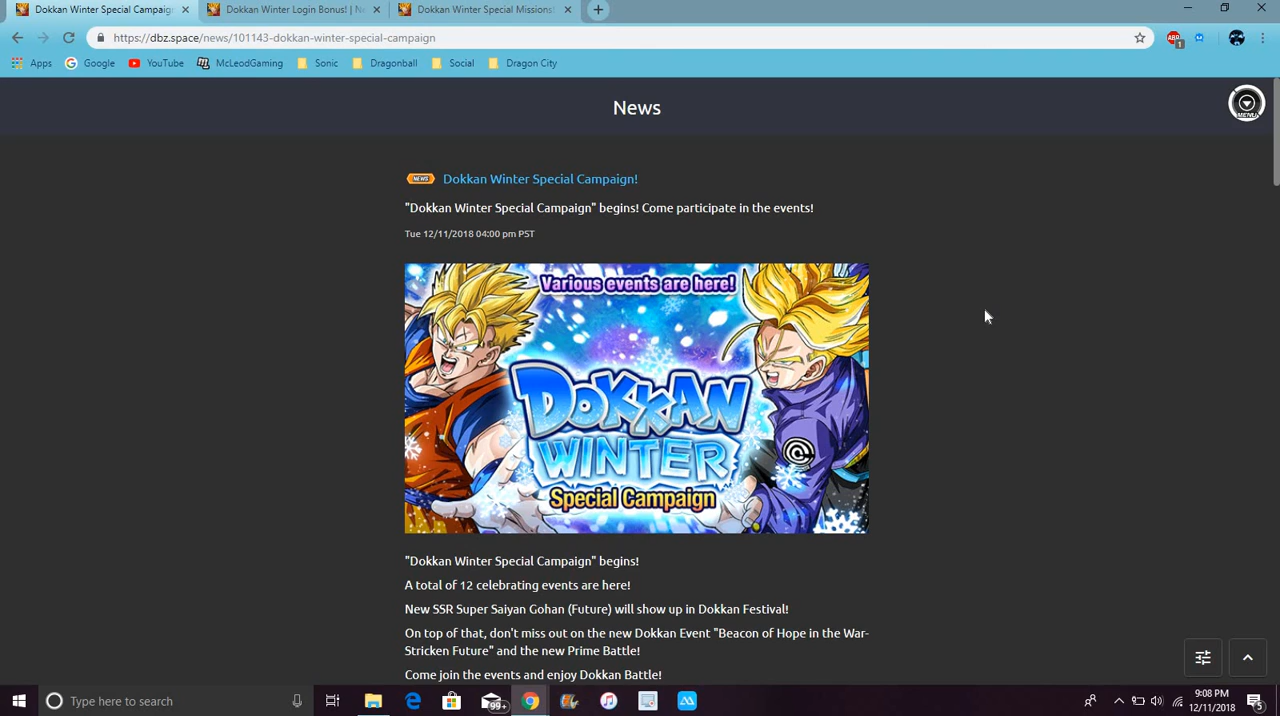 Dokkan Winter Special Campaig
Dokkan Winter Login Bonus! | Ne
Dokkan Winter Special Missions!
https://dbz.space/news/101143-dokkan-winter-special-campaign
ABP
1
Apps
Google
YouTube
McLeodGaming
Sonic
Dragonball
Social
Dragon City
News
MENU
NEWS
Dokkan Winter Special Campaign!
"Dokkan Winter Special Campaign" begins! Come participate in the events!
Tue 12/11/2018 04:00 pm PST
Various events are here!
DOKKAN
WINTER
Special Campaign
"Dokkan Winter Special Campaign" begins!
A total of 12 celebrating events are here!
New SSR Super Saiyan Gohan (Future) will show up in Dokkan Festival!
On top of that, don't miss out on the new Dokkan Event "Beacon of Hope in the War-
Stricken Future" and the new Prime Battle!
Come join the events and enjoy Dokkan Battle!
Type here to search
99+
9:08 PM
12/11/2018
5